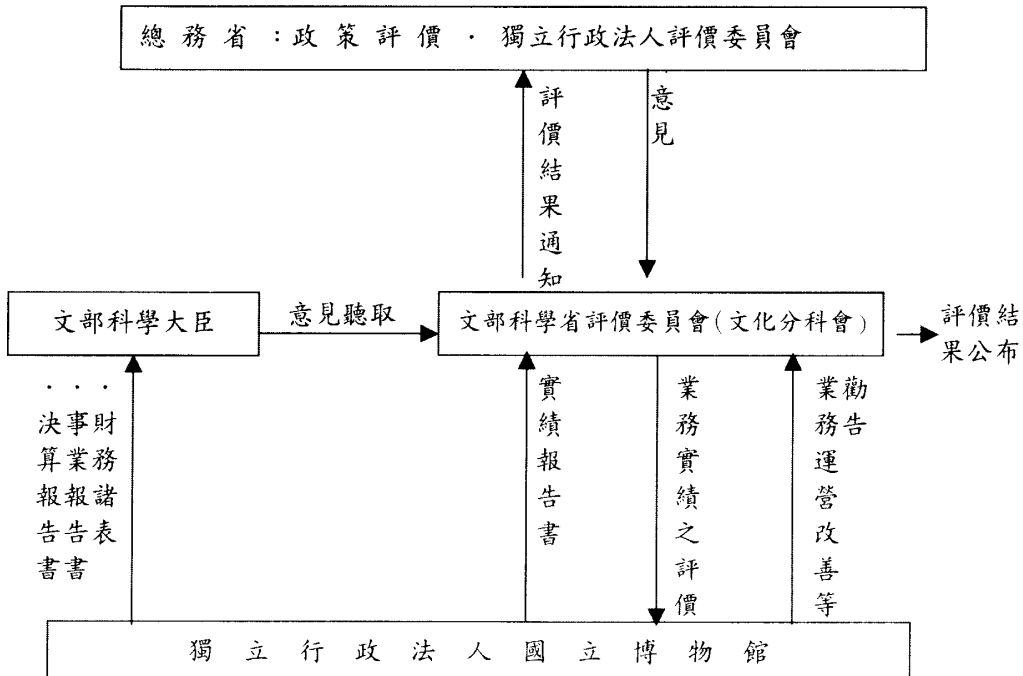 總務省：政策評價．獨立行政法人評價委員會
評價結果通知
意見
文部科學大臣
意見聽取
文部科學省評價委員會(文化分科會)
評價結
果公布
．財務諸表
．事業報告書
．決算報告書
實績報告書
業務實績之評價
勸告
業務運營改善等
獨立行政法人國立博物館